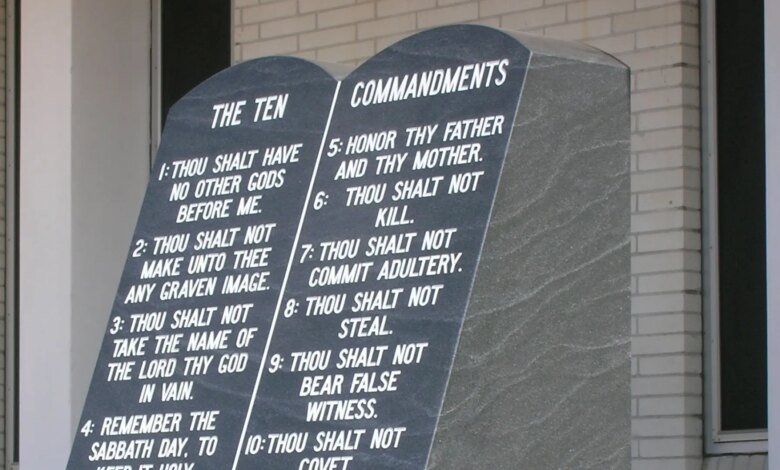 THE TEN
1: THOU SHALT HAVE
NO OTHER GODS
BEFORE ME.
2: THOU SHALT NOT
MAKE UNTO THEE
ANY GRAVEN IMAGE.
3: THOU SHALT NOT
TAKE THE NAME OF
THE LORD THY GOD
IN VAIN.
4: REMEMBER THE
SABBATH DAY, TO
KEEP IT HOLY
COMMANDMENTS
5: HONOR THY FATHER
AND THY MOTHER.
6: THOU SHALT NOT
KILL.
7: THOU SHALT NOT
COMMIT ADULTERY.
8: THOU SHALT NOT
STEAL.
9: THOU SHALT NOT
BEAR FALSE
WITNESS.
10: THOU SHALT NOT
COVET